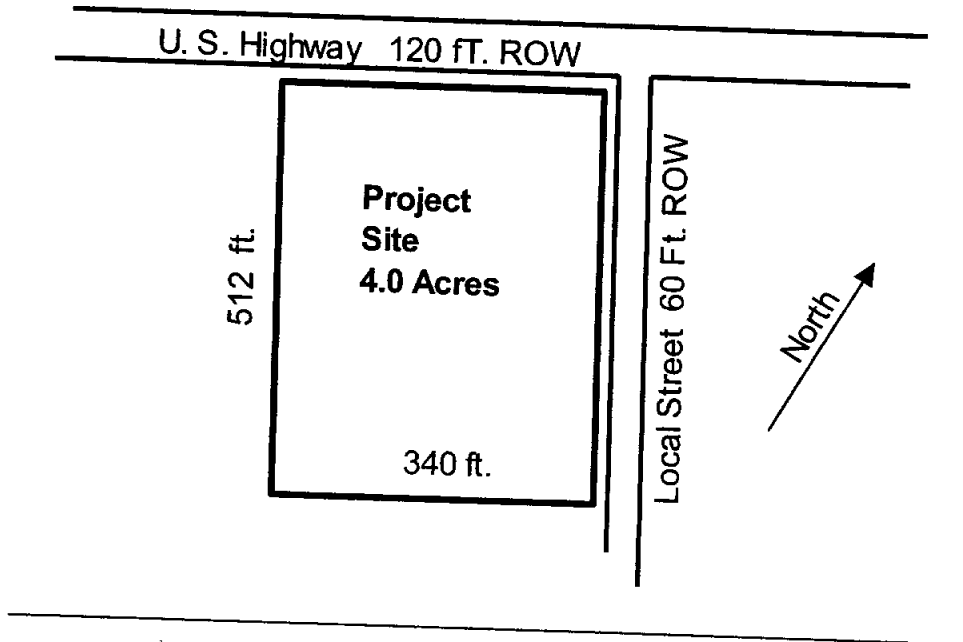 U. S. Highway 120 fT. ROW
Project
Site
4.0 Acres
512 ft.
340 ft.
Local Street 60 Ft. ROW
North